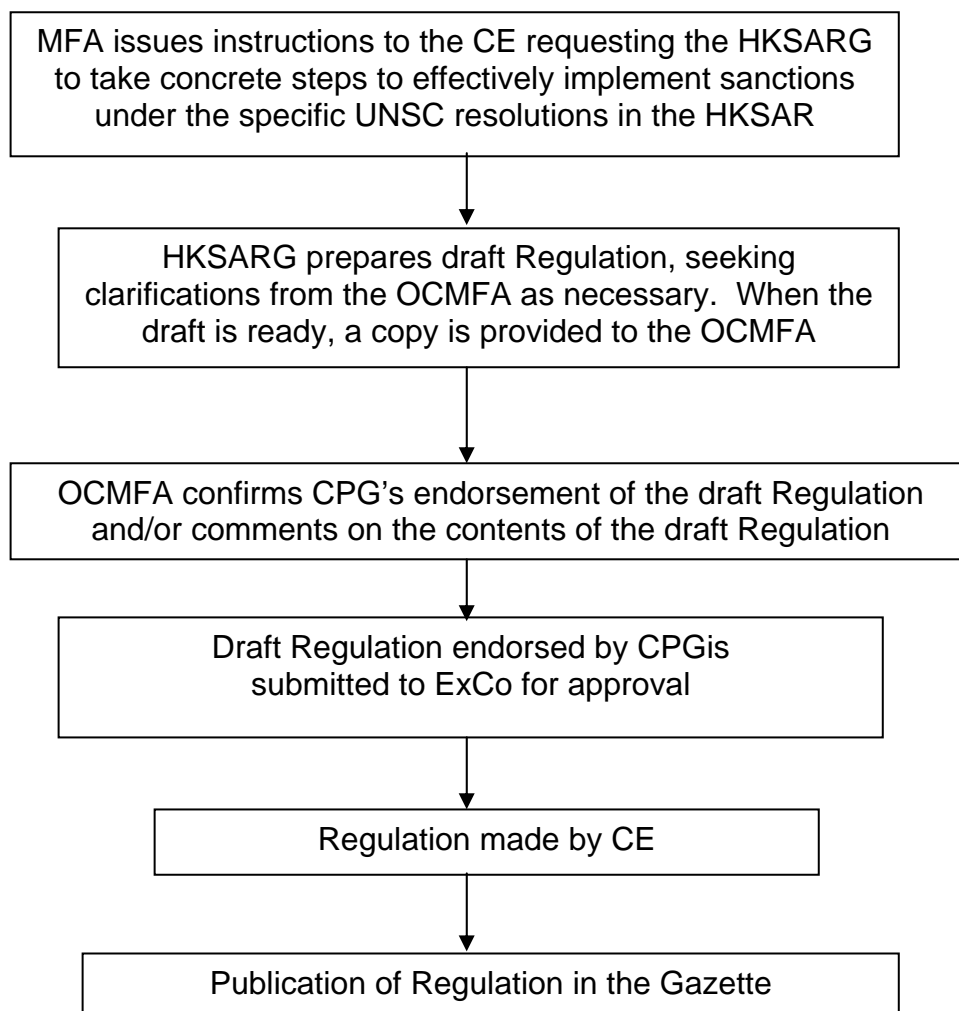 MFA issues instructions to the CE requesting the HKSARG
to take concrete steps to effectively implement sanctions
under the specific UNSC resolutions in the HKSAR
HKSARG prepares draft Regulation, seeking
clarifications from the OCMFA as necessary.  When the
draft is ready, a copy is provided to the OCMFA
OCMFA confirms CPG’s endorsement of the draft Regulation
and/or comments on the contents of the draft Regulation
Draft Regulation endorsed by CPGis
submitted to ExCo for approval
Regulation made by CE
Publication of Regulation in the Gazette